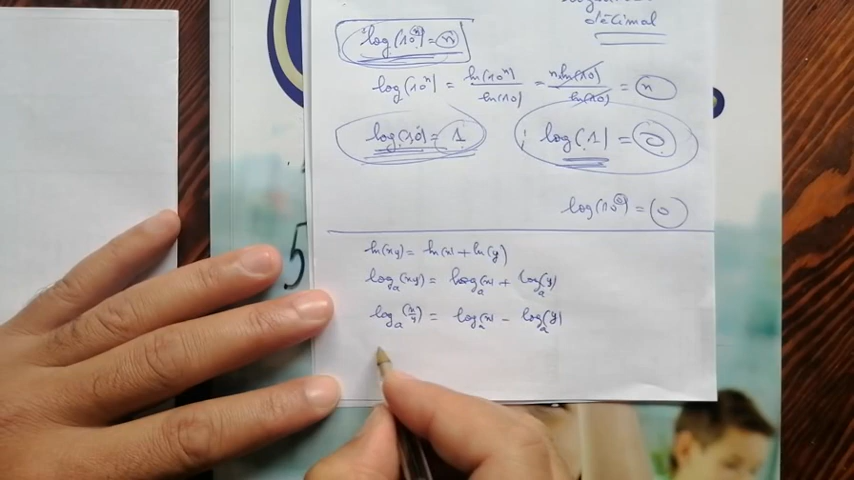 décimal
log(10ⁿ) = n
log(10ⁿ) = ln(10ⁿ)/ln(10) = n ln(10)/ln(10) = n
log(10) = 1 ; log(1) = 0
log(10⁰) = 0
ln(xy) = ln(x) + ln(y)
logₐ(xy) = logₐ(x) + logₐ(y)
5
logₐ(x/y) = logₐ(x) - logₐ(y)